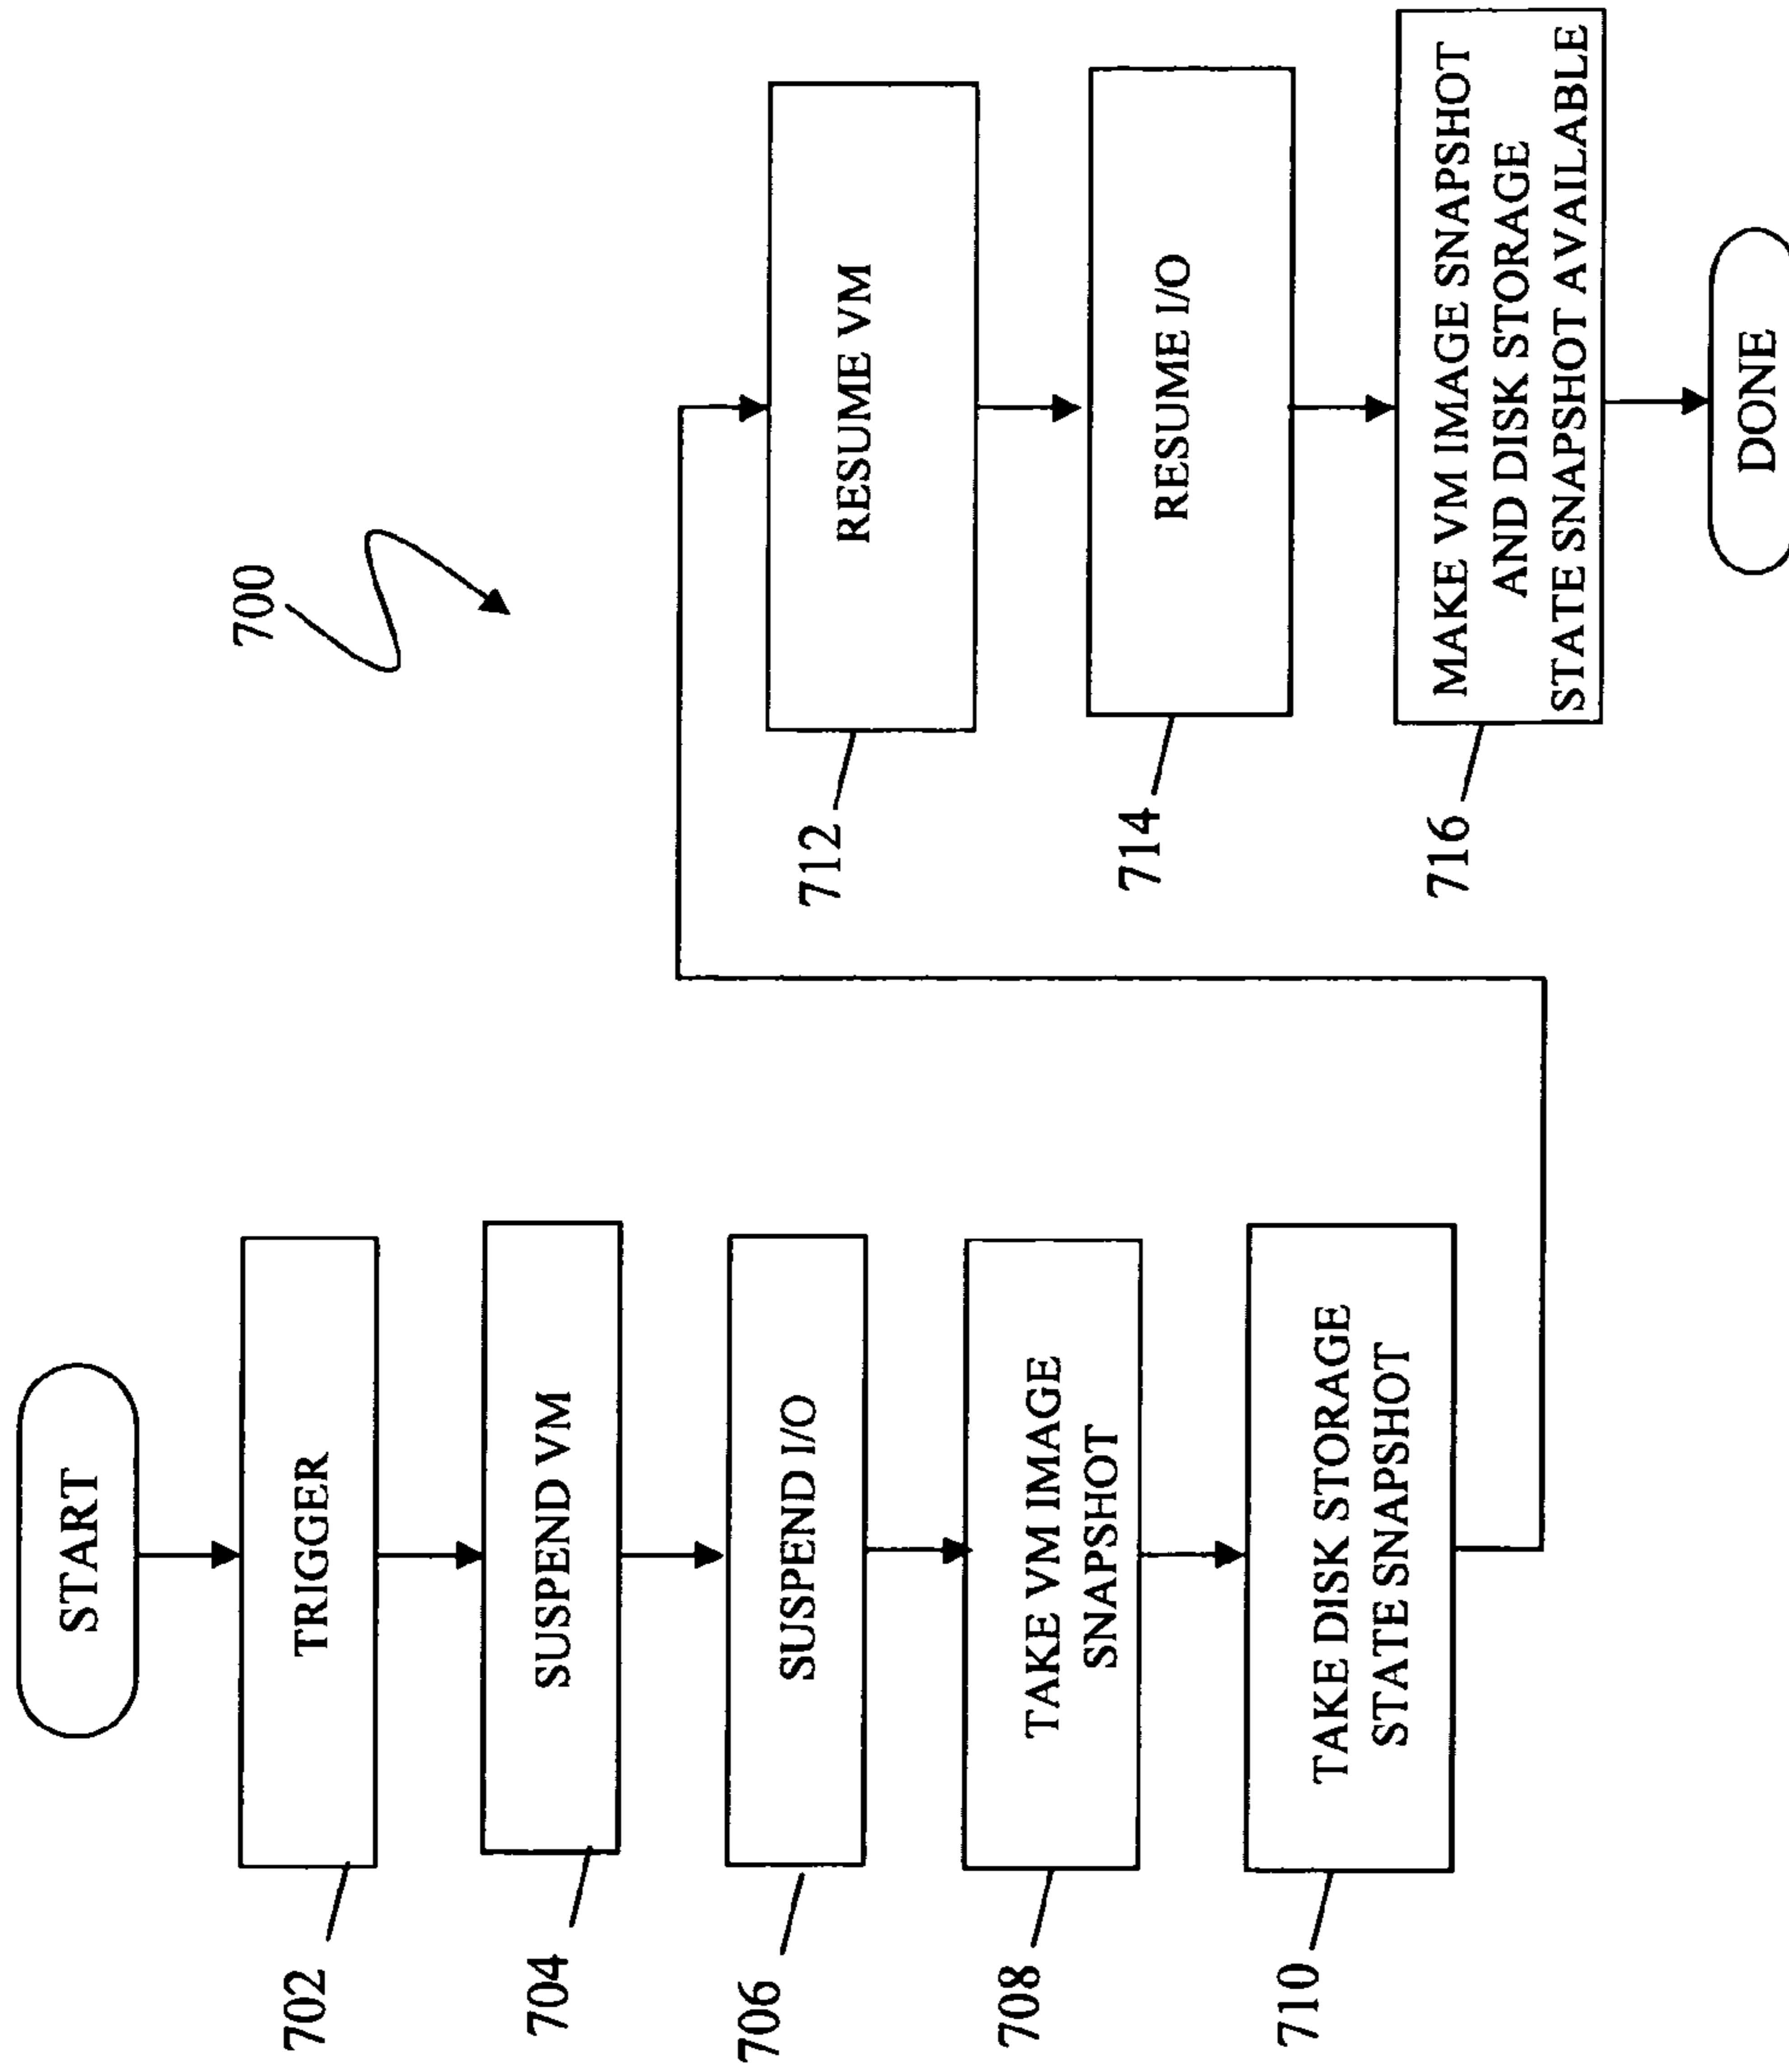 700
START
702
TRIGGER
704
SUSPEND VM
706
SUSPEND I/O
708
TAKE VM IMAGE
SNAPSHOT
710
TAKE DISK STORAGE
STATE SNAPSHOT
712
RESUME VM
714
RESUME I/O
716
MAKE VM IMAGE SNAPSHOT
AND DISK STORAGE
STATE SNAPSHOT AVAILABLE
DONE